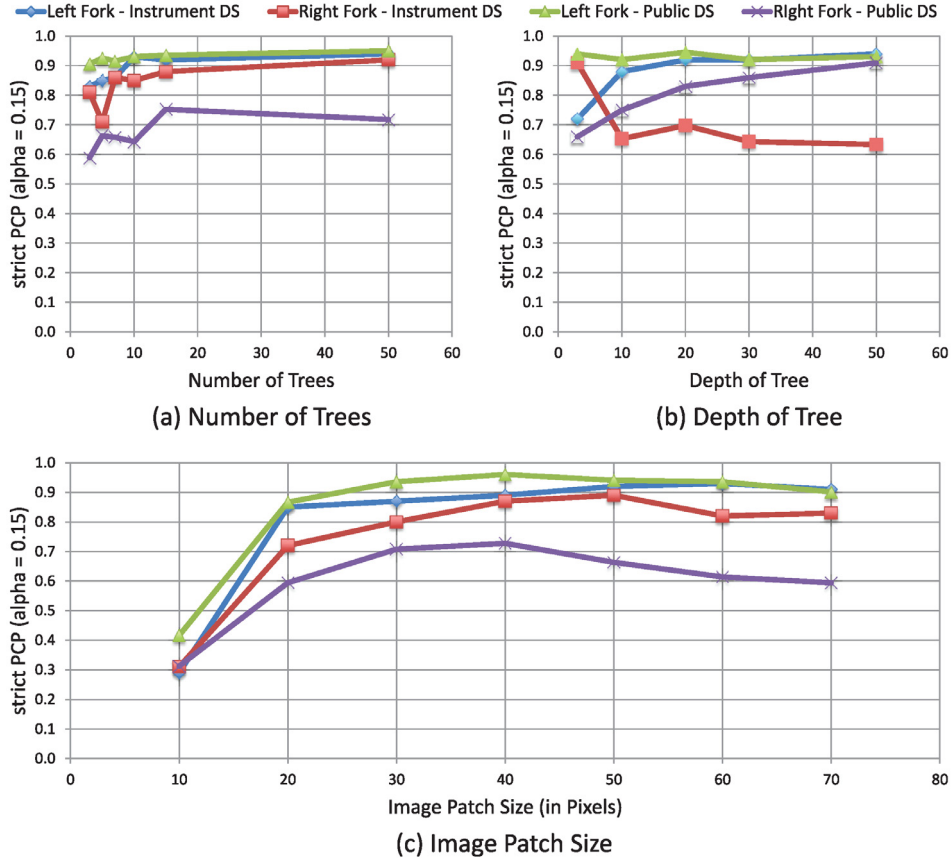 Left Fork - Instrument DS Right Fork - Instrument DS Left Fork - Public DS RIght Fork - Public DS
strict PCP (alpha = 0.15)
1.0
0.9
0.8
0.7
0.6
0.5
0.4
0.3
0.2
0.1
0.0
0 10 20 30 40 50 60
Number of Trees
(a) Number of Trees
strict PCP (alpha = 0.15)
1.0
0.9
0.8
0.7
0.6
0.5
0.4
0.3
0.2
0.1
0.0
0 10 20 30 40 50 60
Depth of Tree
(b) Depth of Tree
strict PCP (alpha = 0.15)
1.0
0.9
0.8
0.7
0.6
0.5
0.4
0.3
0.2
0.1
0.0
0 10 20 30 40 50 60 70 80
Image Patch Size (in Pixels)
(c) Image Patch Size